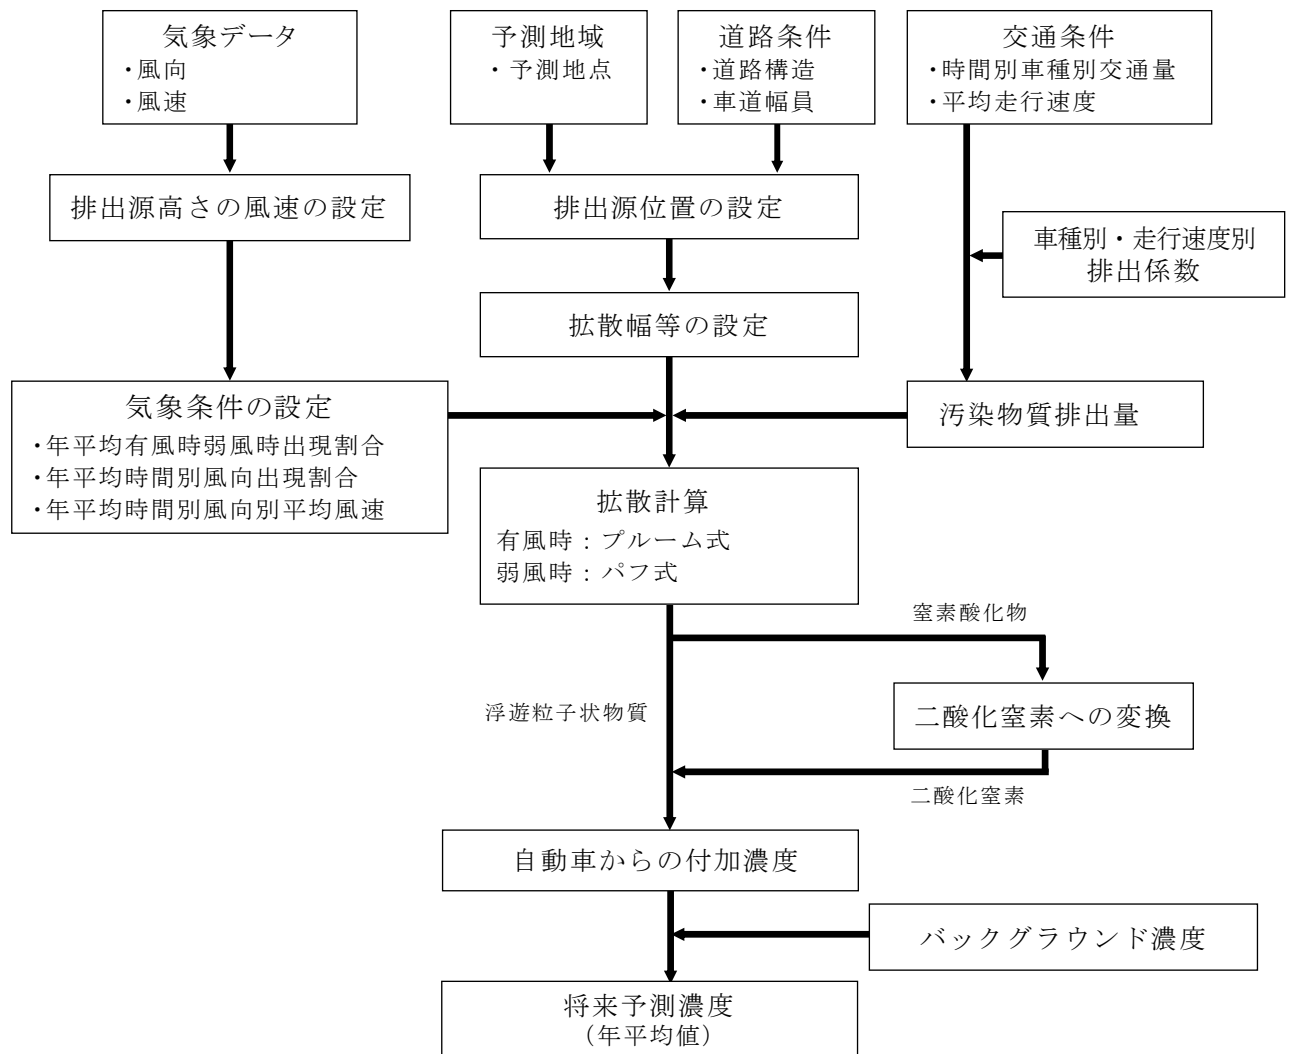 気象データ
・風向
・風速
予測地域
・予測地点
道路条件
・道路構造
・車道幅員
交通条件
・時間別車種別交通量
・平均走行速度
排出源高さの風速の設定
排出源位置の設定
車種別・走行速度別
排出係数
拡散幅等の設定
気象条件の設定
・年平均有風時弱風時出現割合
・年平均時間別風向出現割合
・年平均時間別風向別平均風速
汚染物質排出量
拡散計算
有風時：プルーム式
弱風時：パフ式
窒素酸化物
浮遊粒子状物質
二酸化窒素への変換
二酸化窒素
自動車からの付加濃度
バックグラウンド濃度
将来予測濃度
（年平均値）